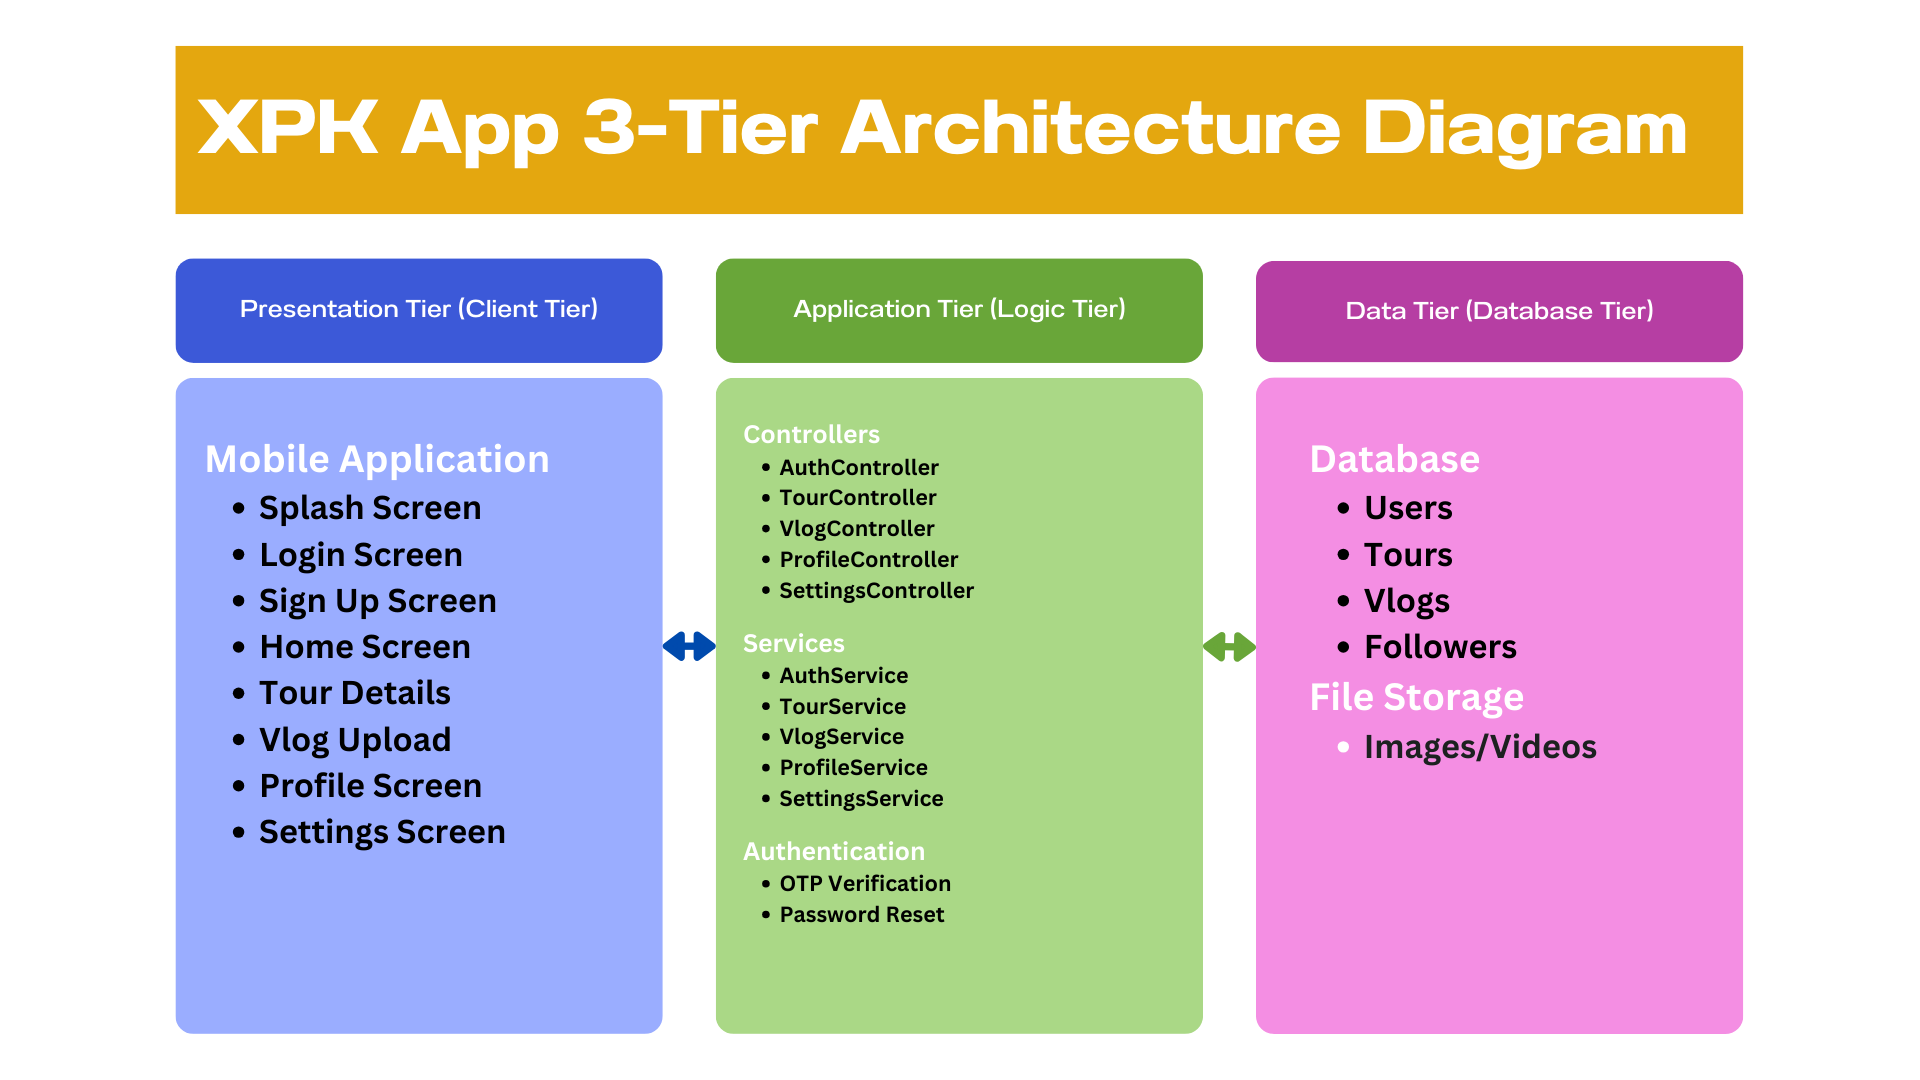 XPK App 3-Tier Architecture Diagram
Presentation Tier (Client Tier)
Mobile Application
Splash Screen
Login Screen
Sign Up Screen
Home Screen
Tour Details
Vlog Upload
Profile Screen
Settings Screen
Application Tier (Logic Tier)
Controllers
AuthController
TourController
VlogController
ProfileController
SettingsController
Services
AuthService
TourService
VlogService
ProfileService
SettingsService
Authentication
OTP Verification
Password Reset
Data Tier (Database Tier)
Database
Users
Tours
Vlogs
Followers
File Storage
Images/Videos